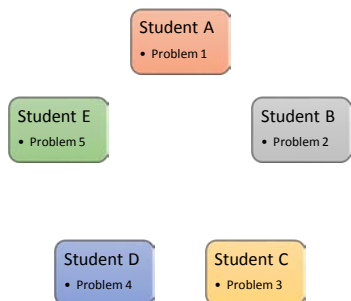 Student A
• Problem 1
Student E
• Problem 5
Student B
• Problem 2
Student D
• Problem 4
Student C
• Problem 3